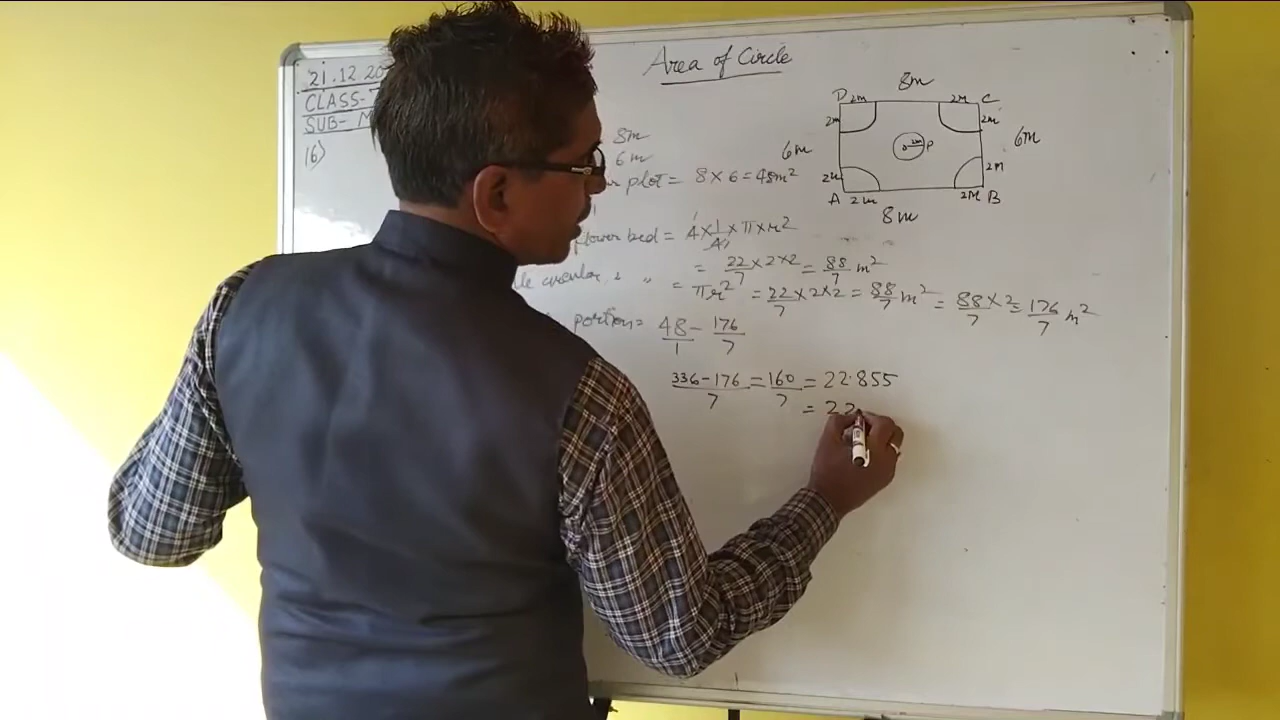 Area of Circle
21.12.20
CLASS-
SUB- M
16)
8m
6m
plot = 8 × 6 = 48m²
flower bed = 4 × 1/4 × π × r²
= 22/7 × 2 × 2 = 88/7 m²
circular, " " = πr² = 22/7 × 2 × 2 = 88/7 m² = 88/7 × 2 = 176/7 m²
portion = 48/1 - 176/7
336-176/7 = 160/7 = 22.855
= 22
8m
D 2m 2m C
2m 2m
6m 6m
O 2m P
2m 2m
A 2m 2m B
8m